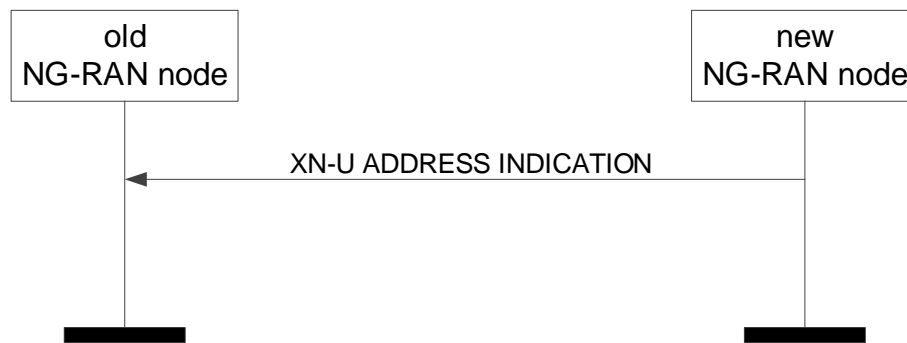 old
NG-RAN node
new
NG-RAN node
XN-U ADDRESS INDICATION